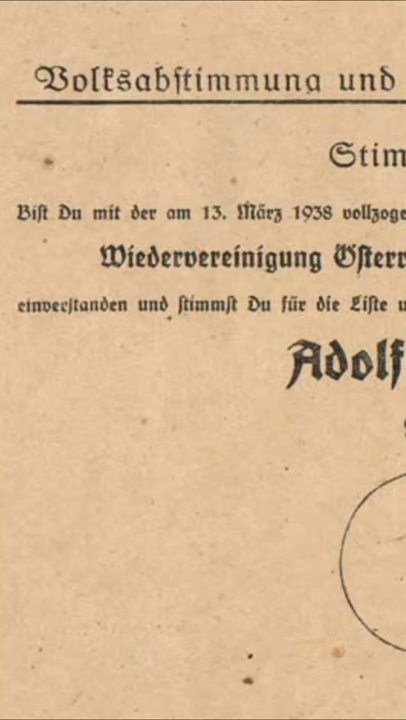 Volksabstimmung und
Stim
Bist Du mit der am 13. März 1938 vollzoge
Wiedervereinigung Österr
einverstanden und stimmst Du für die Liste u
Adolf